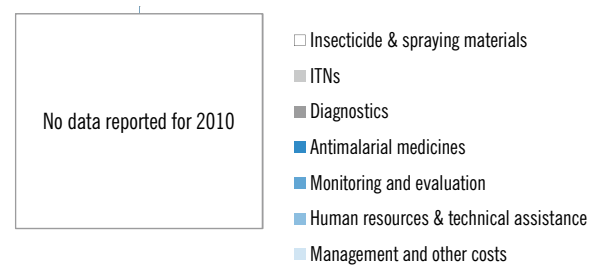 No data reported for 2010
Insecticide & spraying materials
ITNs
Diagnostics
Antimalarial medicines
Monitoring and evaluation
Human resources & technical assistance
Management and other costs